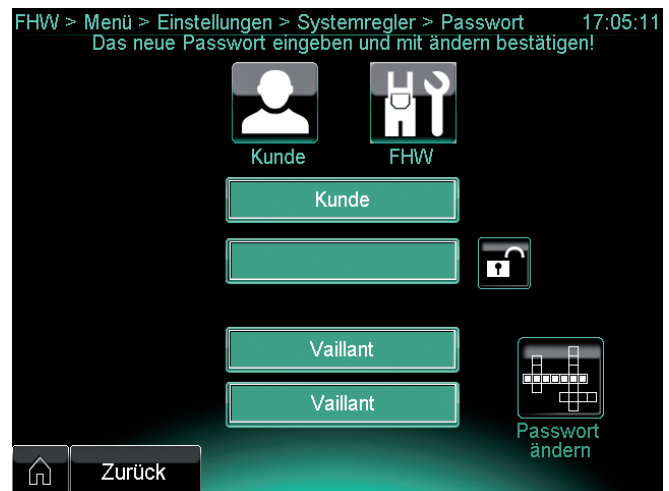 FHW > Menü > Einstellungen > Systemregler > Passwort 17:05:11
Das neue Passwort eingeben und mit ändern bestätigen!
Kunde FHW
Kunde
Vaillant
Vaillant
Passwort
ändern
Zurück